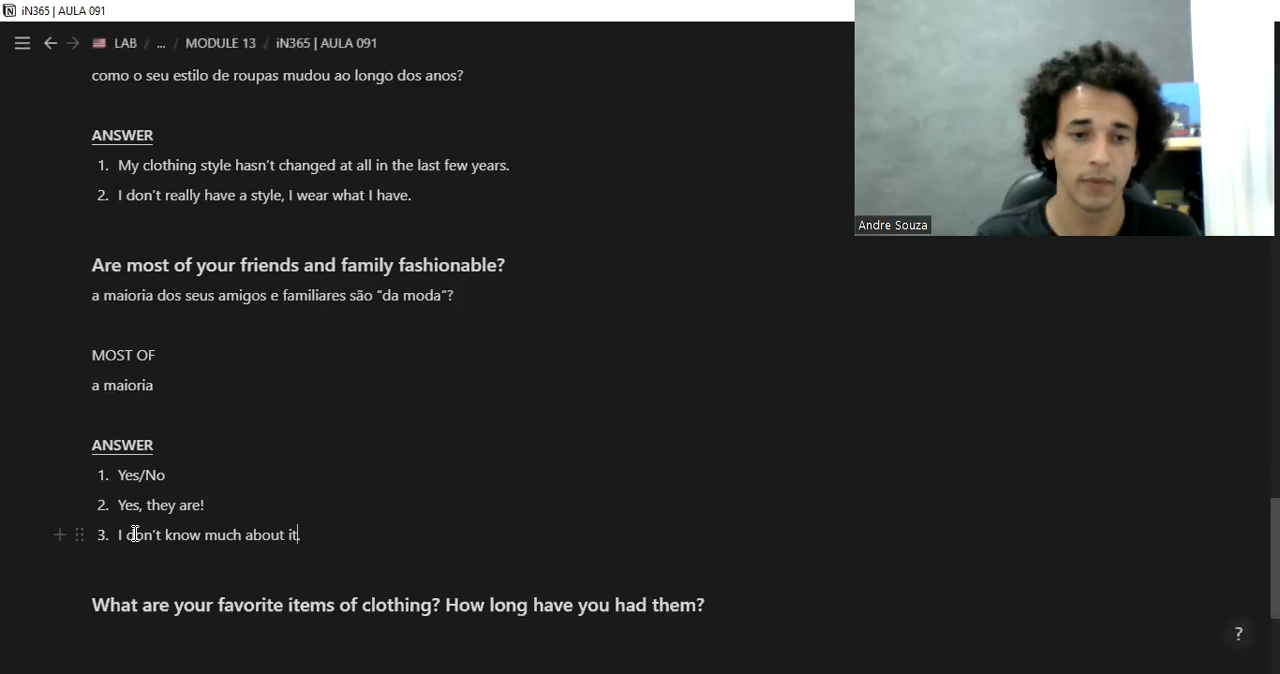 iN365 | AULA 091
LAB / ... / MODULE 13 / iN365 | AULA 091
como o seu estilo de roupas mudou ao longo dos anos?
ANSWER
1. My clothing style hasn't changed at all in the last few years.
2. I don't really have a style, I wear what I have.
Andre Souza
Are most of your friends and family fashionable?
a maioria dos seus amigos e familiares são "da moda"?
MOST OF
a maioria
ANSWER
1. Yes/No
2. Yes, they are!
3. I don't know much about it.
What are your favorite items of clothing? How long have you had them?
?